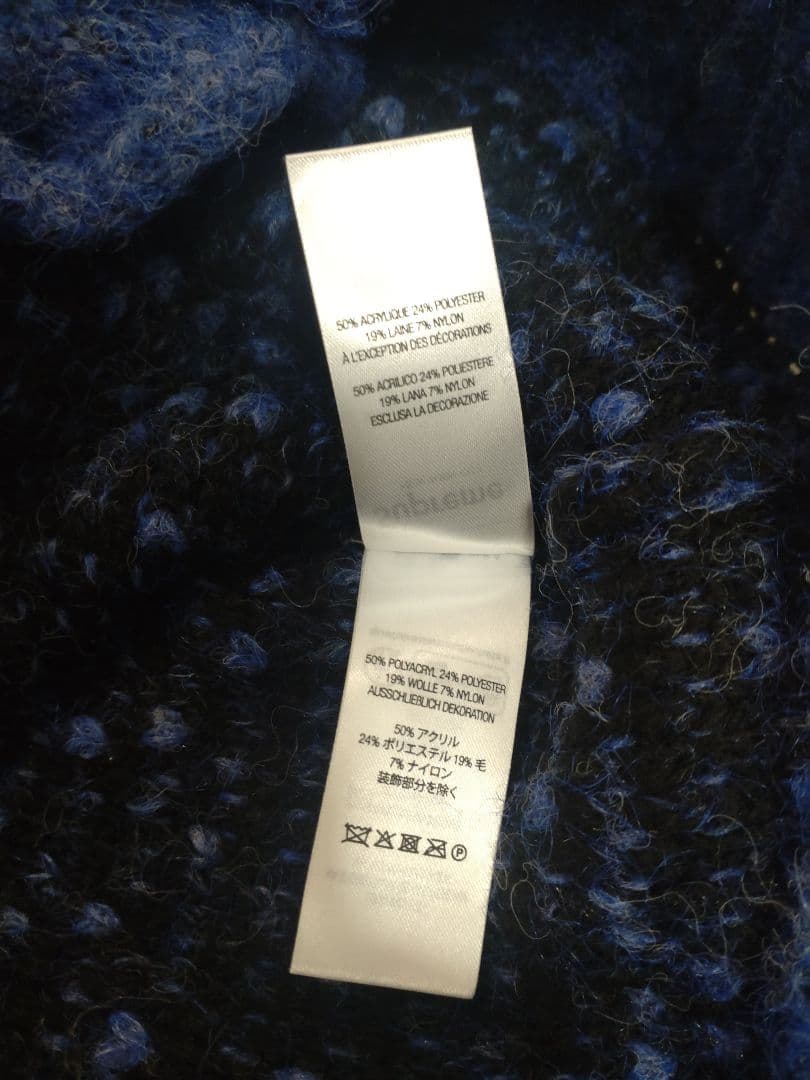 50% ACRYLIQUE 24% POLYESTER
19% LAINE 7% NYLON
À L'EXCEPTION DES DÉCORATIONS
50% ACRILICO 24% POLIESTERE
19% LANA 7% NYLON
ESCLUSA LA DECORAZIONE
Supreme
50% POLYACRYL 24% POLYESTER
19% WOLLE 7% NYLON
AUSSCHLIEBLICH DEKORATION
50% アクリル
24% ポリエステル 19% 毛
7% ナイロン
装飾部分を除く
P